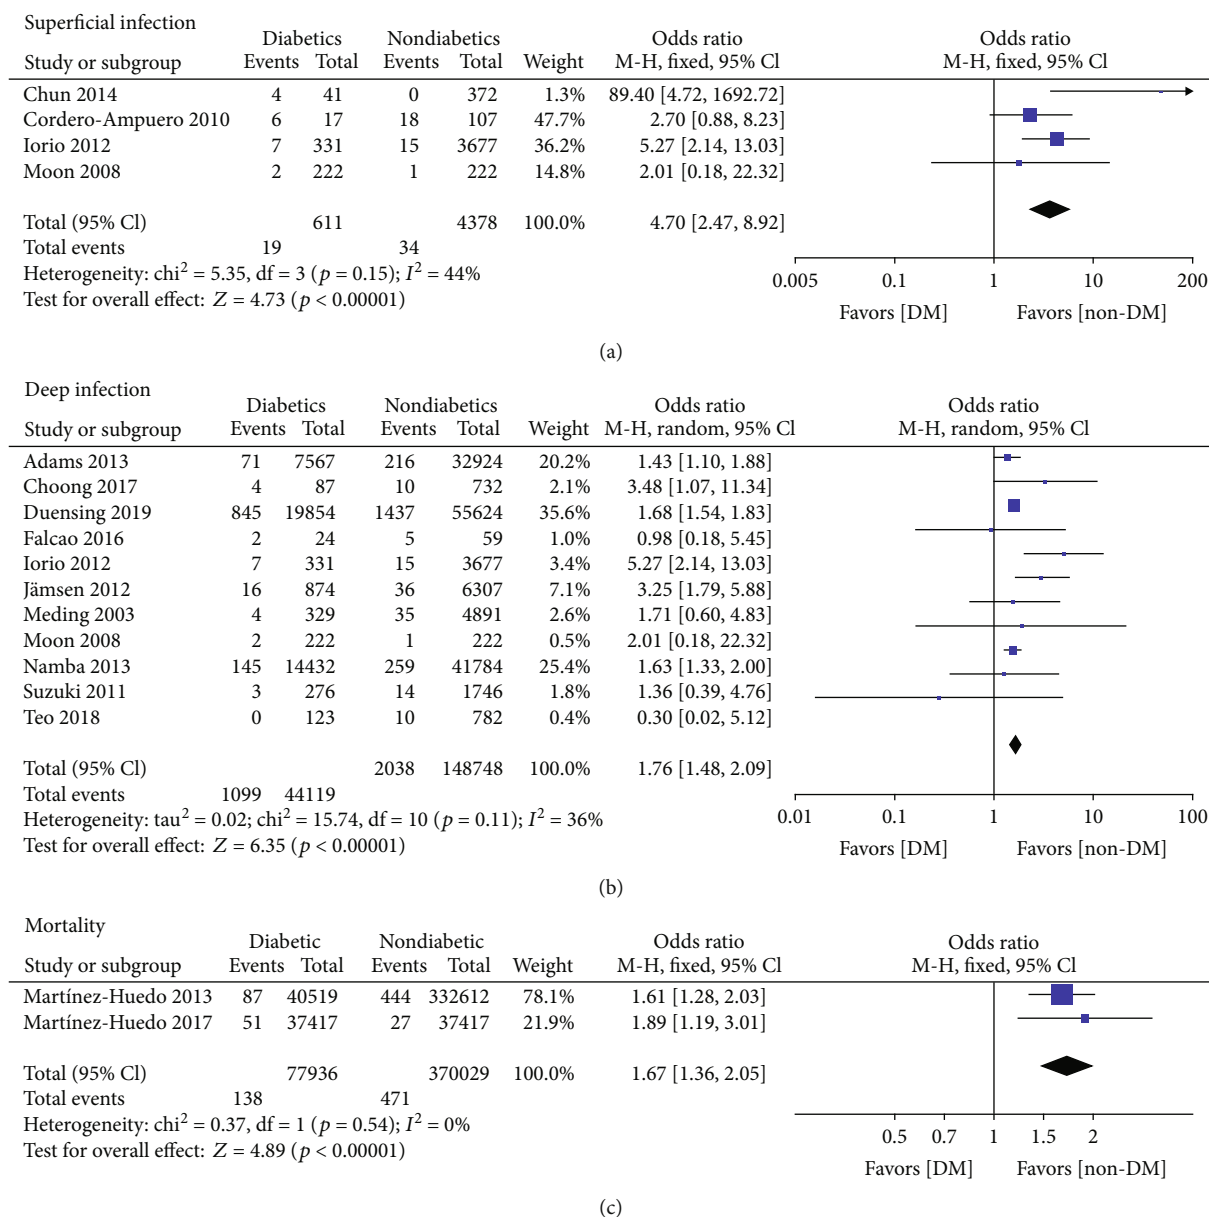 Superficial infection
Diabetics Nondiabetics Odds ratio Odds ratio
Study or subgroup Events Total Events Total Weight M-H, fixed, 95% Cl M-H, fixed, 95% Cl
Chun 2014 4 41 0 372 1.3% 89.40 [4.72, 1692.72]
Cordero-Ampuero 2010 6 17 18 107 47.7% 2.70 [0.88, 8.23]
Iorio 2012 7 331 15 3677 36.2% 5.27 [2.14, 13.03]
Moon 2008 2 222 1 222 14.8% 2.01 [0.18, 22.32]
Total (95% Cl) 611 4378 100.0% 4.70 [2.47, 8.92]
Total events 19 34
Heterogeneity: chi² = 5.35, df = 3 (p = 0.15); I² = 44%
Test for overall effect: Z = 4.73 (p < 0.00001)
0.005 0.1 1 10 200
Favors [DM] Favors [non-DM]
(a)
Deep infection
Diabetics Nondiabetics Odds ratio Odds ratio
Study or subgroup Events Total Events Total Weight M-H, random, 95% Cl M-H, random, 95% Cl
Adams 2013 71 7567 216 32924 20.2% 1.43 [1.10, 1.88]
Choong 2017 4 87 10 732 2.1% 3.48 [1.07, 11.34]
Duensing 2019 845 19854 1437 55624 35.6% 1.68 [1.54, 1.83]
Falcao 2016 2 24 5 59 1.0% 0.98 [0.18, 5.45]
Iorio 2012 7 331 15 3677 3.4% 5.27 [2.14, 13.03]
Jämsen 2012 16 874 36 6307 7.1% 3.25 [1.79, 5.88]
Meding 2003 4 329 35 4891 2.6% 1.71 [0.60, 4.83]
Moon 2008 2 222 1 222 0.5% 2.01 [0.18, 22.32]
Namba 2013 145 14432 259 41784 25.4% 1.63 [1.33, 2.00]
Suzuki 2011 3 276 14 1746 1.8% 1.36 [0.39, 4.76]
Teo 2018 0 123 10 782 0.4% 0.30 [0.02, 5.12]
Total (95% Cl) 2038 148748 100.0% 1.76 [1.48, 2.09]
Total events 1099 44119
Heterogeneity: tau² = 0.02; chi² = 15.74, df = 10 (p = 0.11); I² = 36%
Test for overall effect: Z = 6.35 (p < 0.00001)
0.01 0.1 1 10 100
Favors [DM] Favors [non-DM]
(b)
Mortality
Diabetic Nondiabetic Odds ratio Odds ratio
Study or subgroup Events Total Events Total Weight M-H, fixed, 95% Cl M-H, fixed, 95% Cl
Martínez-Huedo 2013 87 40519 444 332612 78.1% 1.61 [1.28, 2.03]
Martínez-Huedo 2017 51 37417 27 37417 21.9% 1.89 [1.19, 3.01]
Total (95% Cl) 77936 370029 100.0% 1.67 [1.36, 2.05]
Total events 138 471
Heterogeneity: chi² = 0.37, df = 1 (p = 0.54); I² = 0%
Test for overall effect: Z = 4.89 (p < 0.00001)
0.5 0.7 1 1.5 2
Favors [DM] Favors [non-DM]
(c)